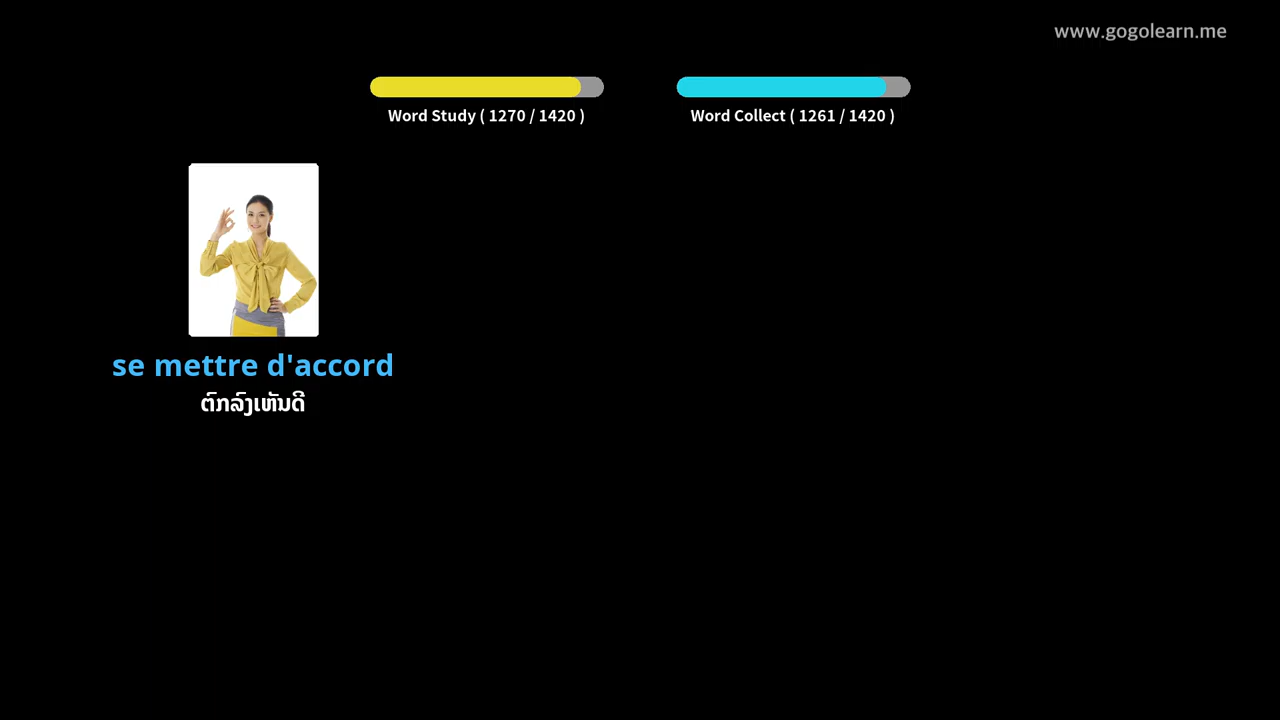 www.gogolearn.me
Word Study ( 1270 / 1420 )
Word Collect ( 1261 / 1420 )
se mettre d'accord
ຕົກລົງເຫັນດີ